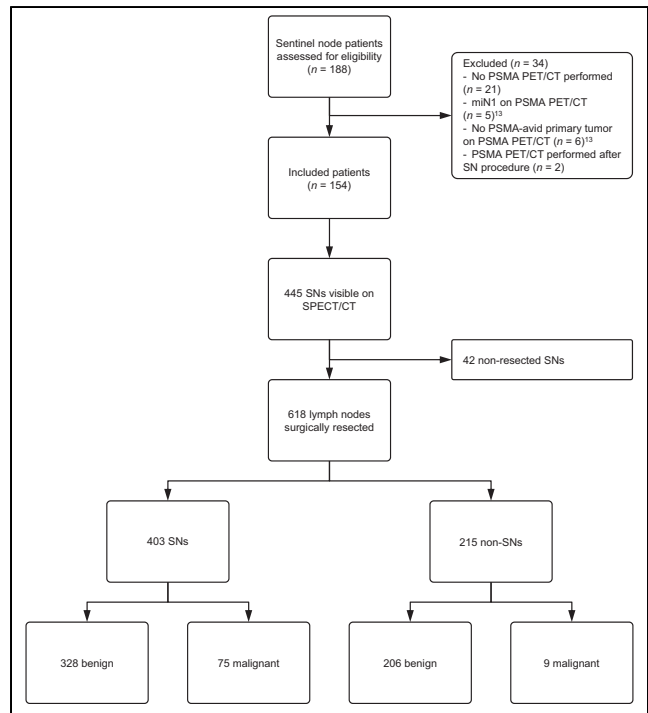 Sentinel node patients
assessed for eligibility
(n = 188)
Excluded (n = 34)
- No PSMA PET/CT performed
(n = 21)
- miN1 on PSMA PET/CT
(n = 5)13
- No PSMA-avid primary tumor
on PSMA PET/CT (n = 6)13
- PSMA PET/CT performed after
SN procedure (n = 2)
Included patients
(n = 154)
445 SNs visible on
SPECT/CT
42 non-resected SNs
618 lymph nodes
surgically resected
403 SNs
215 non-SNs
328 benign
75 malignant
206 benign
9 malignant